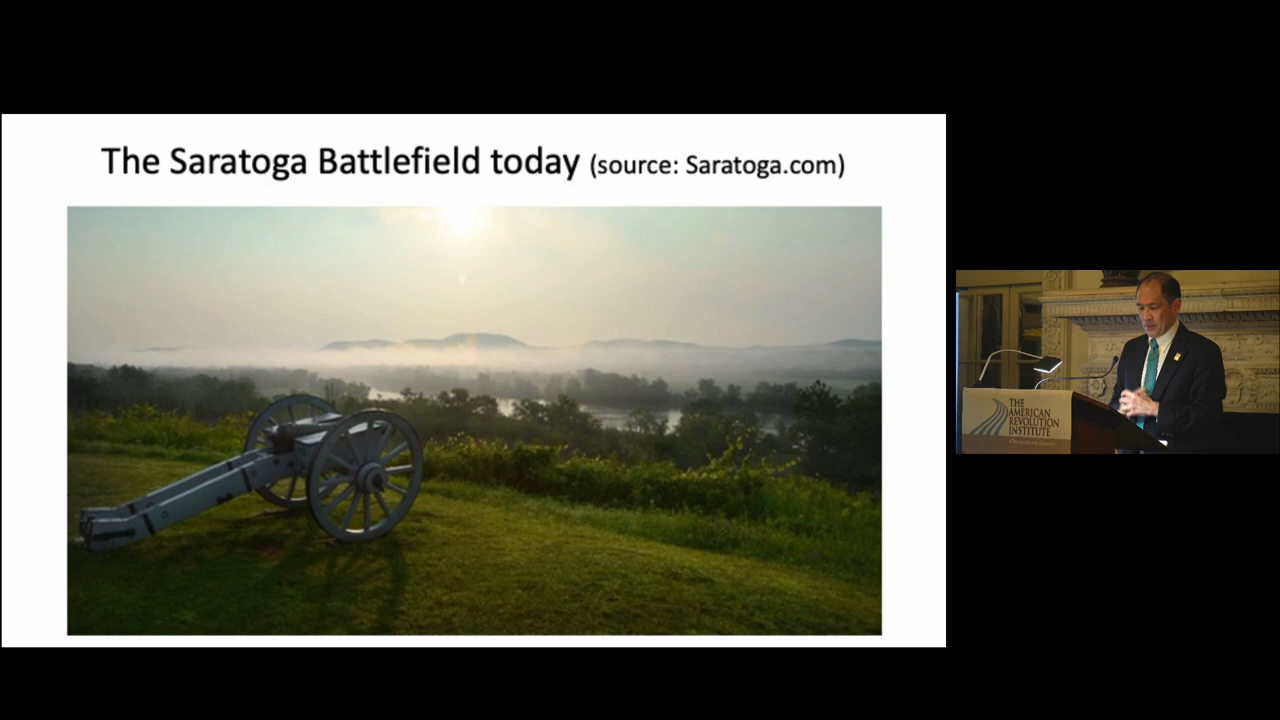 The Saratoga Battlefield today (source: Saratoga.com)
THE
AMERICAN
REVOLUTION
INSTITUTE